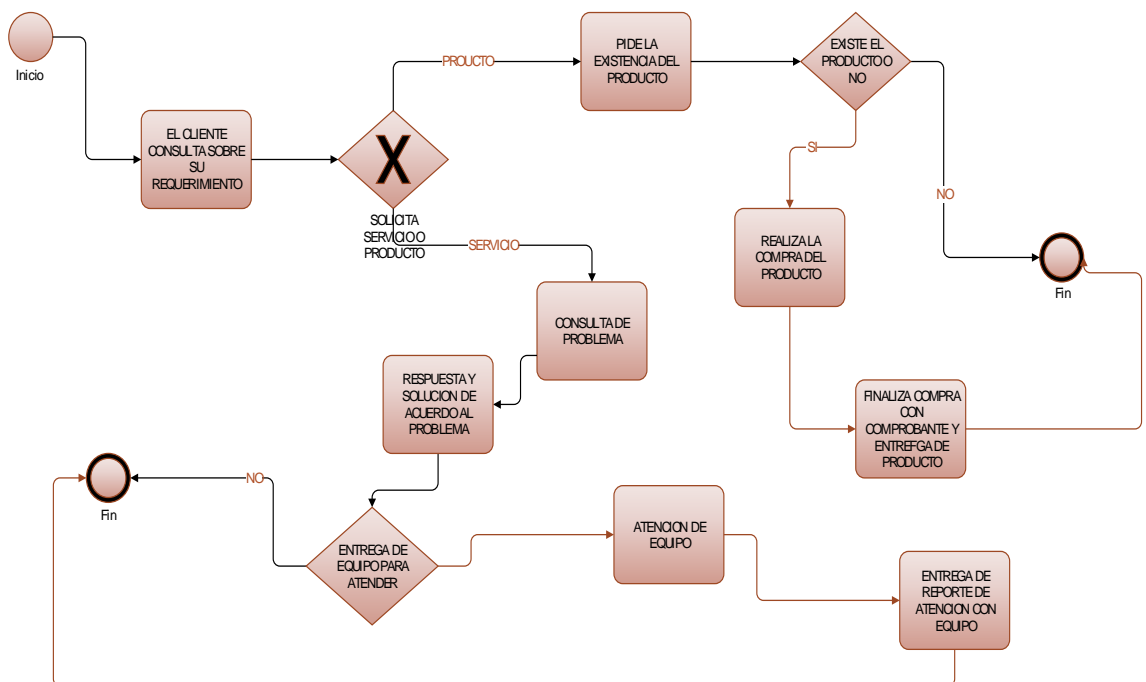 Inicio
EL CLIENTE
CONSULTA SOBRE
SU
REQUERIMIENTO
X
SOLICITA
SERVICIO O
PRODUCTO
PROUCTO
PIDE LA
EXISTENCIA DEL
PRODUCTO
EXISTE EL
PRODUCTO O
NO
SI
NO
REALIZA LA
COMPRA DEL
PRODUCTO
Fin
SERVICIO
CONSULTA DE
PROBLEMA
RESPUESTA Y
SOLUCION DE
ACUERDO AL
PROBLEMA
FINALIZA COMPRA
CON
COMPROBANTE Y
ENTREFGA DE
PRODUCTO
NO
Fin
ENTREGA DE
EQUIPO PARA
ATENDER
ATENCION DE
EQUIPO
ENTREGA DE
REPORTE DE
ATENCION CON
EQUIPO